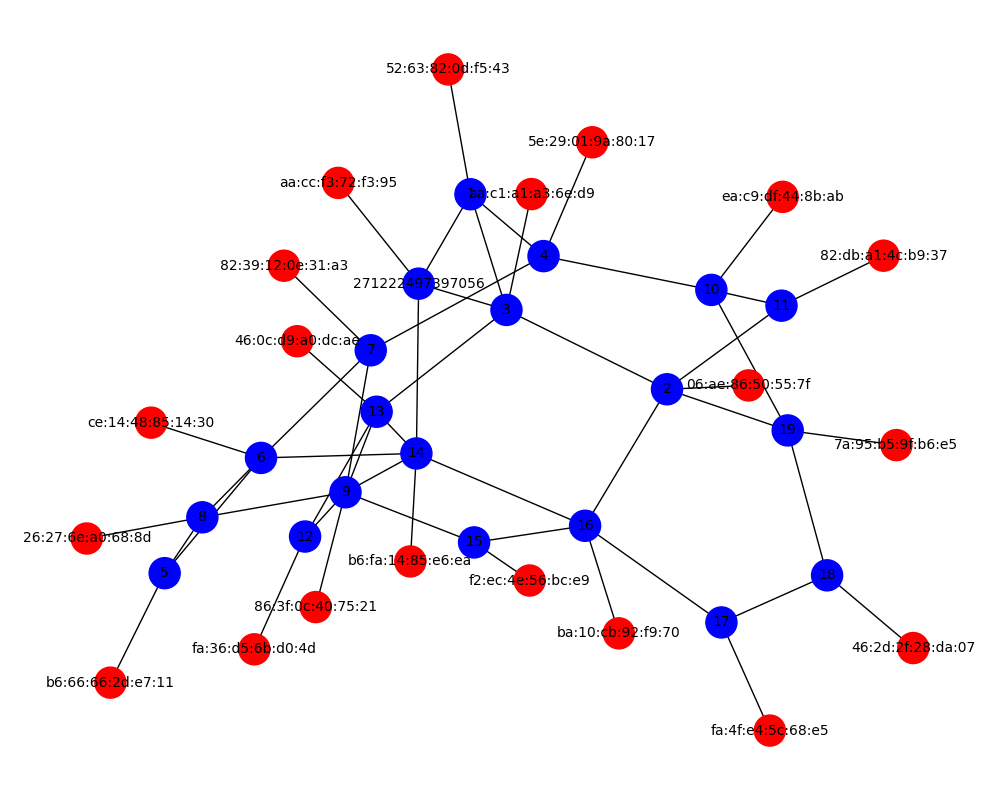 52:63:82:0d:f5:43
5e:29:01:9a:80:17
aa:cc:f3:72:f3:95
1
c1:a1:a3:6e:d9
ea:c9:df:44:8b:ab
82:39:12:0e:31:a3
4
82:db:a1:4c:b9:37
271222497397056
10
3
11
46:0c:d9:a0:dc:ae
7
2
06:ae:86:50:55:7f
13
ce:14:48:85:14:30
19
7a:95:b5:9f:b6:e5
6
14
9
8
26:27:6e:a0:68:8d
12
15
16
b6:fa:14:85:e6:ea
5
f2:ec:4e:56:bc:e9
18
86:3f:0c:40:75:21
17
ba:10:cb:92:f9:70
fa:36:d5:6b:d0:4d
46:2d:2f:28:da:07
b6:66:66:2d:e7:11
fa:4f:e4:5c:68:e5